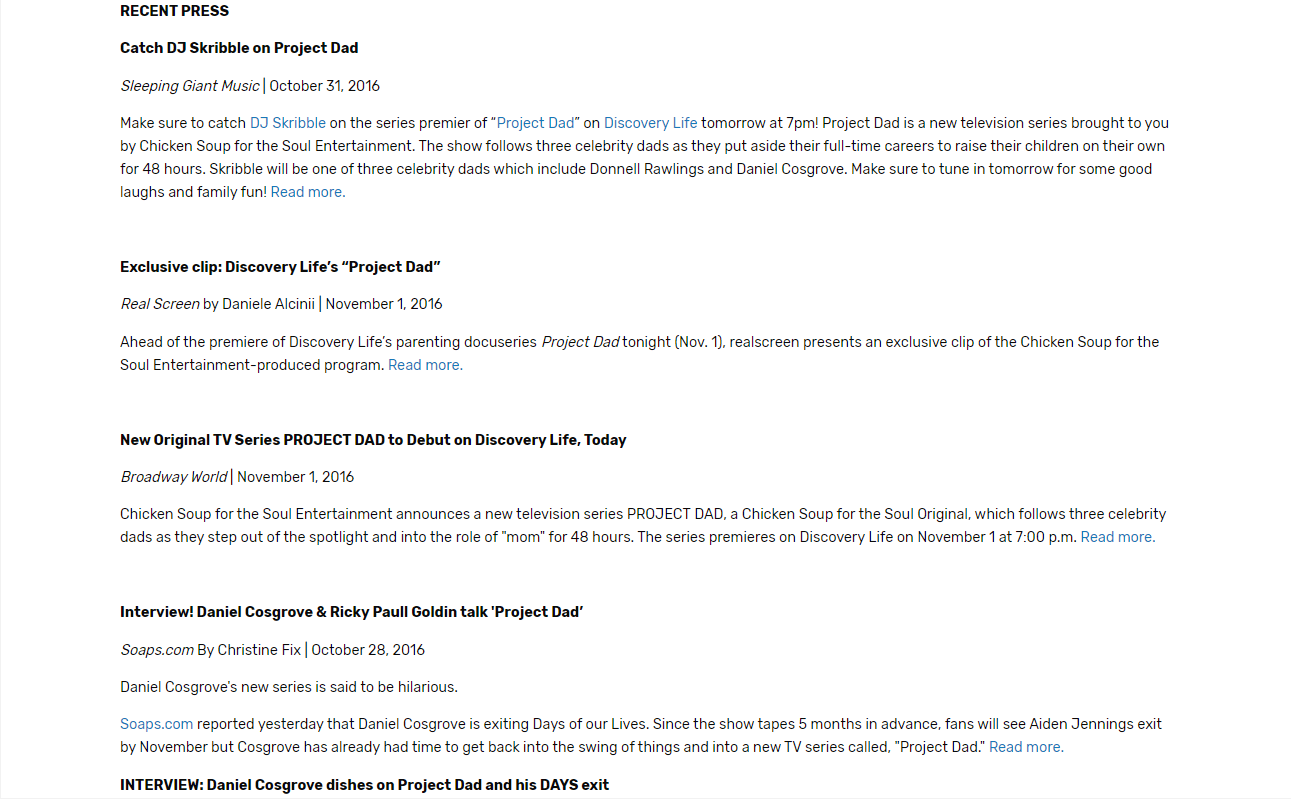 RECENT PRESS
Catch DJ Skribble on Project Dad
Sleeping Giant Music | October 31, 2016
Make sure to catch DJ Skribble on the series premier of “Project Dad” on Discovery Life tomorrow at 7pm! Project Dad is a new television series brought to you
by Chicken Soup for the Soul Entertainment. The show follows three celebrity dads as they put aside their full-time careers to raise their children on their own
for 48 hours. Skribble will be one of three celebrity dads which include Donnell Rawlings and Daniel Cosgrove. Make sure to tune in tomorrow for some good
laughs and family fun! Read more.
Exclusive clip: Discovery Life’s “Project Dad”
Real Screen by Daniele Alcinii | November 1, 2016
Ahead of the premiere of Discovery Life’s parenting docuseries Project Dad tonight (Nov. 1), realscreen presents an exclusive clip of the Chicken Soup for the
Soul Entertainment-produced program. Read more.
New Original TV Series PROJECT DAD to Debut on Discovery Life, Today
Broadway World | November 1, 2016
Chicken Soup for the Soul Entertainment announces a new television series PROJECT DAD, a Chicken Soup for the Soul Original, which follows three celebrity
dads as they step out of the spotlight and into the role of "mom" for 48 hours. The series premieres on Discovery Life on November 1 at 7:00 p.m. Read more.
Interview! Daniel Cosgrove & Ricky Paull Goldin talk 'Project Dad’
Soaps.com By Christine Fix | October 28, 2016
Daniel Cosgrove's new series is said to be hilarious.
Soaps.com reported yesterday that Daniel Cosgrove is exiting Days of our Lives. Since the show tapes 5 months in advance, fans will see Aiden Jennings exit
by November but Cosgrove has already had time to get back into the swing of things and into a new TV series called, "Project Dad." Read more.
INTERVIEW: Daniel Cosgrove dishes on Project Dad and his DAYS exit